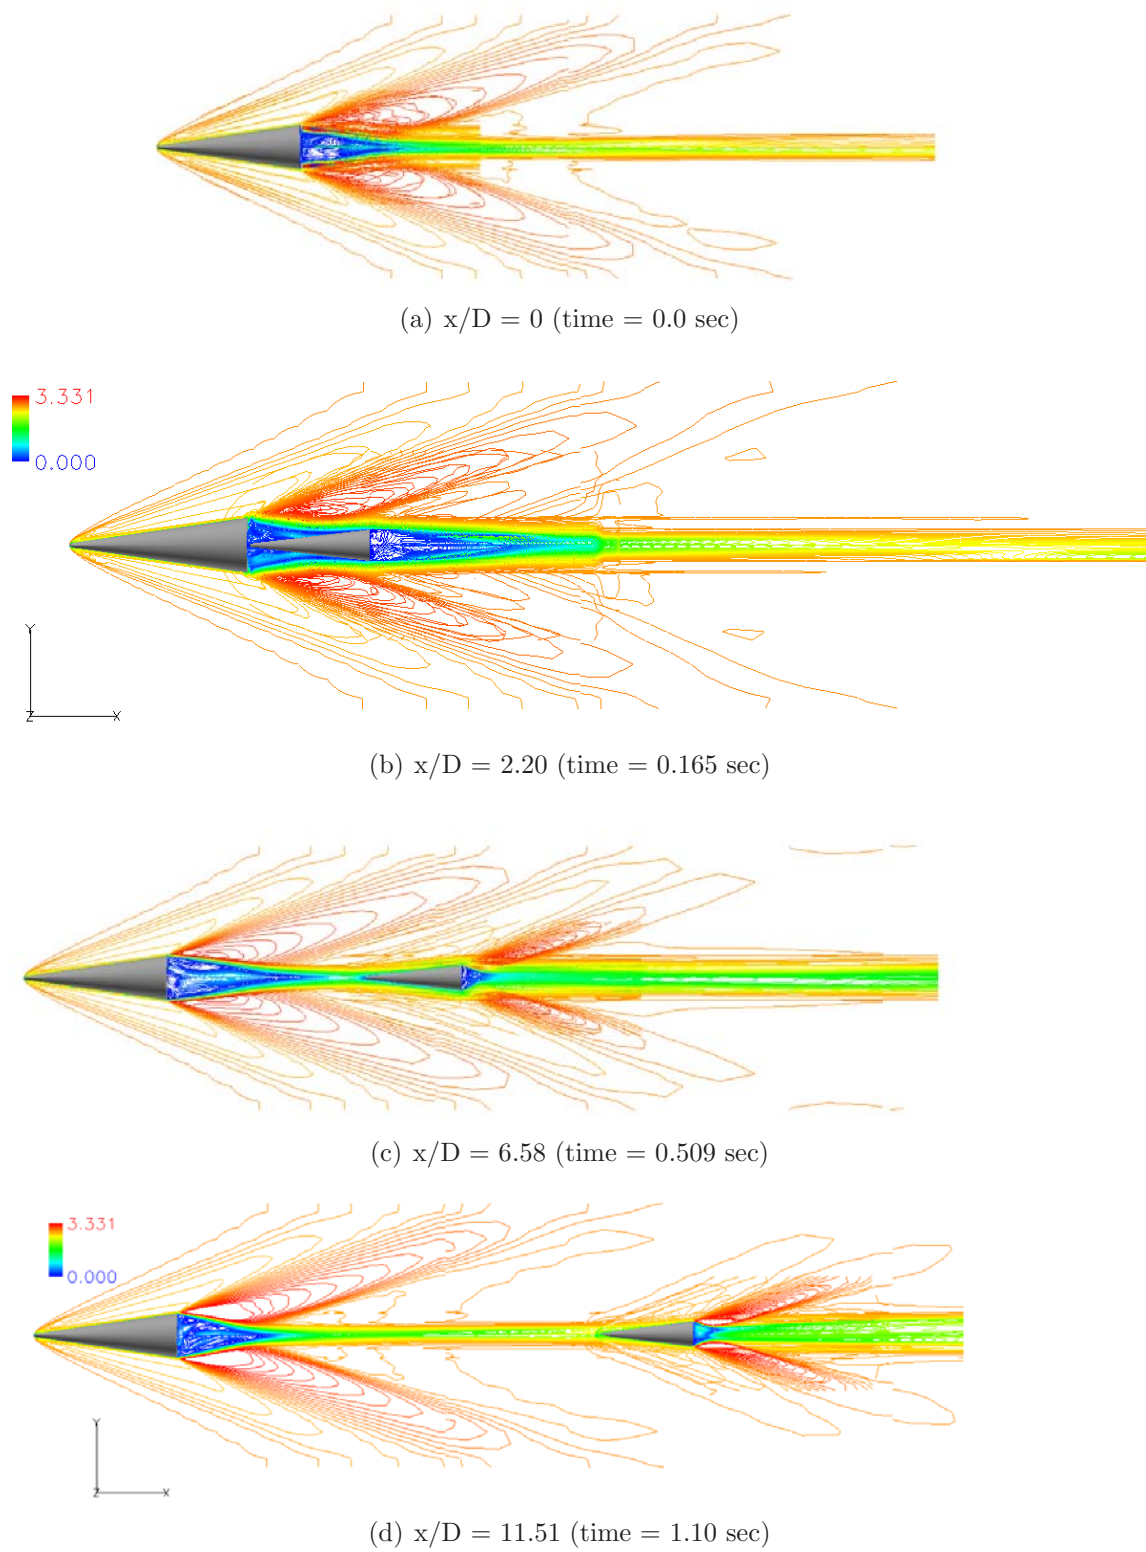 (a) x/D = 0 (time = 0.0 sec)
3.331
0.000
Y
Z X
(b) x/D = 2.20 (time = 0.165 sec)
(c) x/D = 6.58 (time = 0.509 sec)
3.331
0.000
Y
Z X
(d) x/D = 11.51 (time = 1.10 sec)